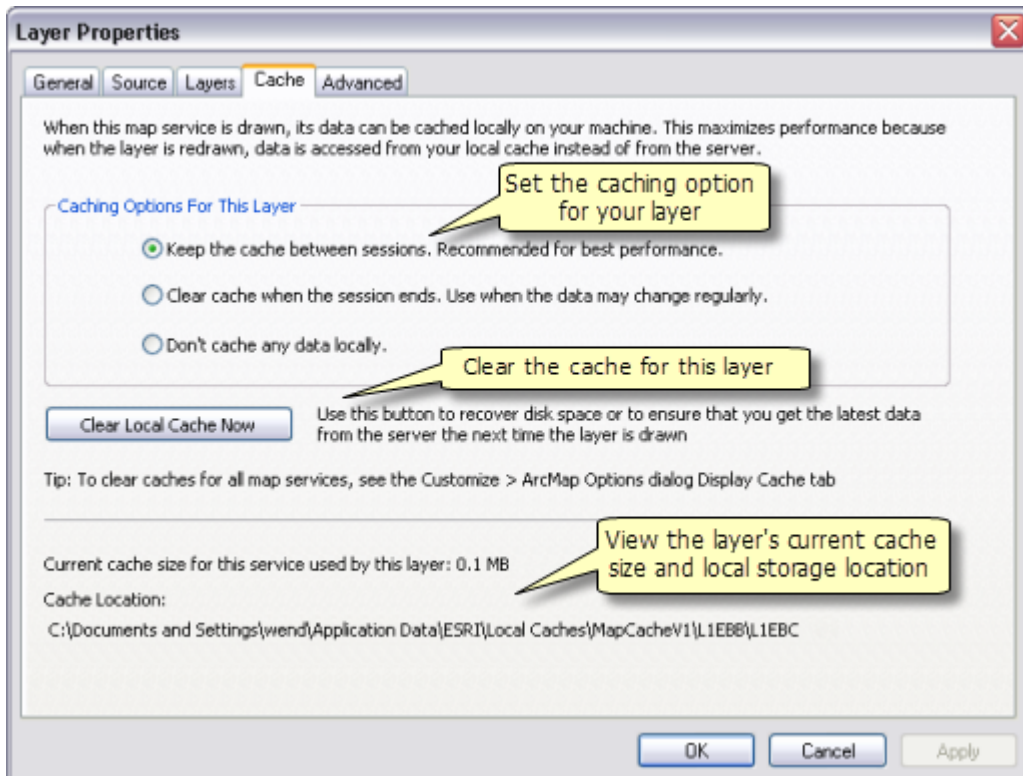 Layer Properties
General Source Layers Cache Advanced
When this map service is drawn, its data can be cached locally on your machine. This maximizes performance because
when the layer is redrawn, data is accessed from your local cache instead of from the server.
Set the caching option
for your layer
Caching Options For This Layer
Keep the cache between sessions. Recommended for best performance.
Clear cache when the session ends. Use when the data may change regularly.
Don't cache any data locally.
Clear the cache for this layer
Clear Local Cache Now
Use this button to recover disk space or to ensure that you get the latest data
from the server the next time the layer is drawn
Tip: To clear caches for all map services, see the Customize > ArcMap Options dialog Display Cache tab
View the layer's current cache
size and local storage location
Current cache size for this service used by this layer: 0.1 MB
Cache Location:
C:\Documents and Settings\wend\Application Data\ESRI\Local Caches\MapCacheV1\L1EBB\L1EBC
OK Cancel Apply